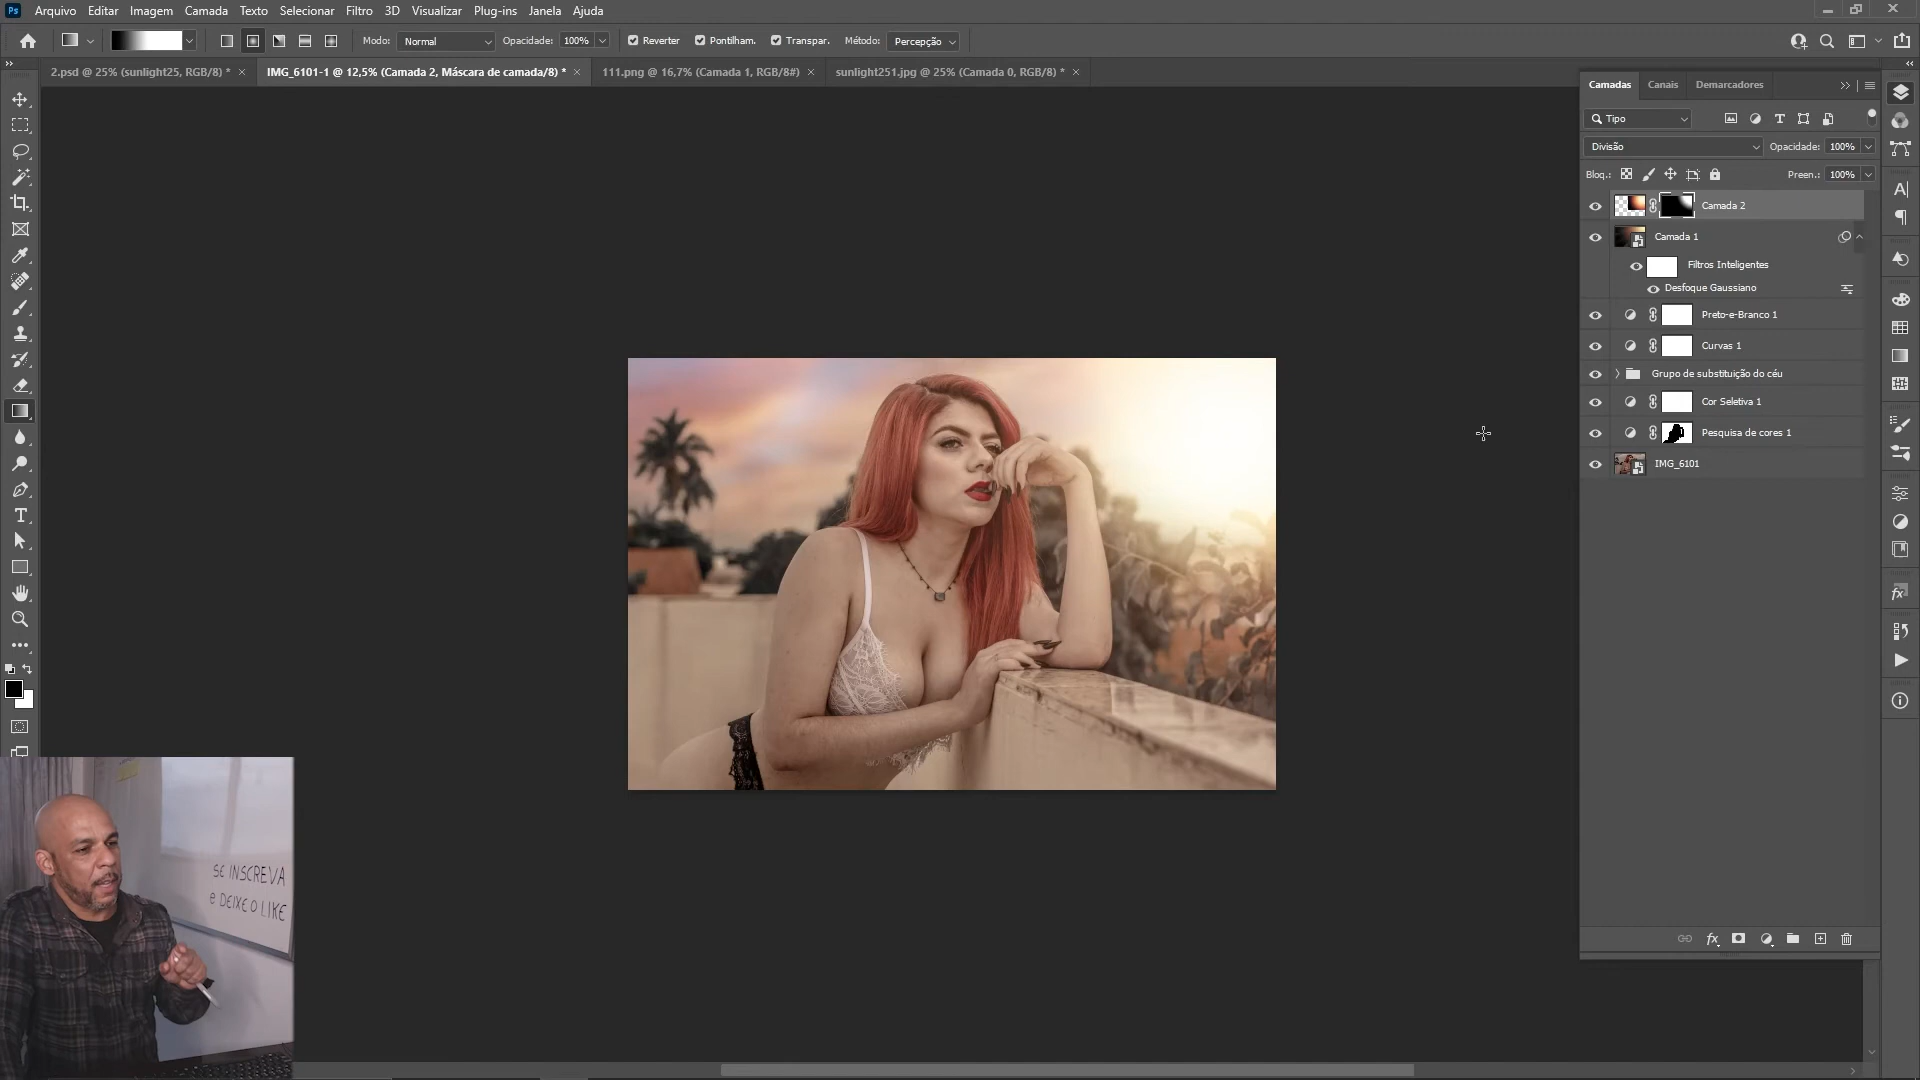 Ps Arquivo Editar Imagem Camada Texto Selecionar Filtro 3D Visualizar Plug-ins Janela Ajuda
Modo: Normal Opacidade: 100% Reverter Pontilham. Transpar. Método: Percepção
2.psd @ 25% (sunlight25, RGB/8) * IMG_6101-1 @ 12,5% (Camada 2, Máscara de camada/8) * 111.png @ 16,7% (Camada 1, RGB/8#) sunlight251.jpg @ 25% (Camada 0, RGB/8) *
Camadas Canais Demarcadores
Tipo
Divisão Opacidade: 100%
Bloq.: Preen.: 100%
Camada 2
Camada 1
Filtros Inteligentes
Desfoque Gaussiano
Preto-e-Branco 1
Curvas 1
Grupo de substituição do céu
Cor Seletiva 1
Pesquisa de cores 1
IMG_6101
SE INSCREVA
e DEIXE O LIKE